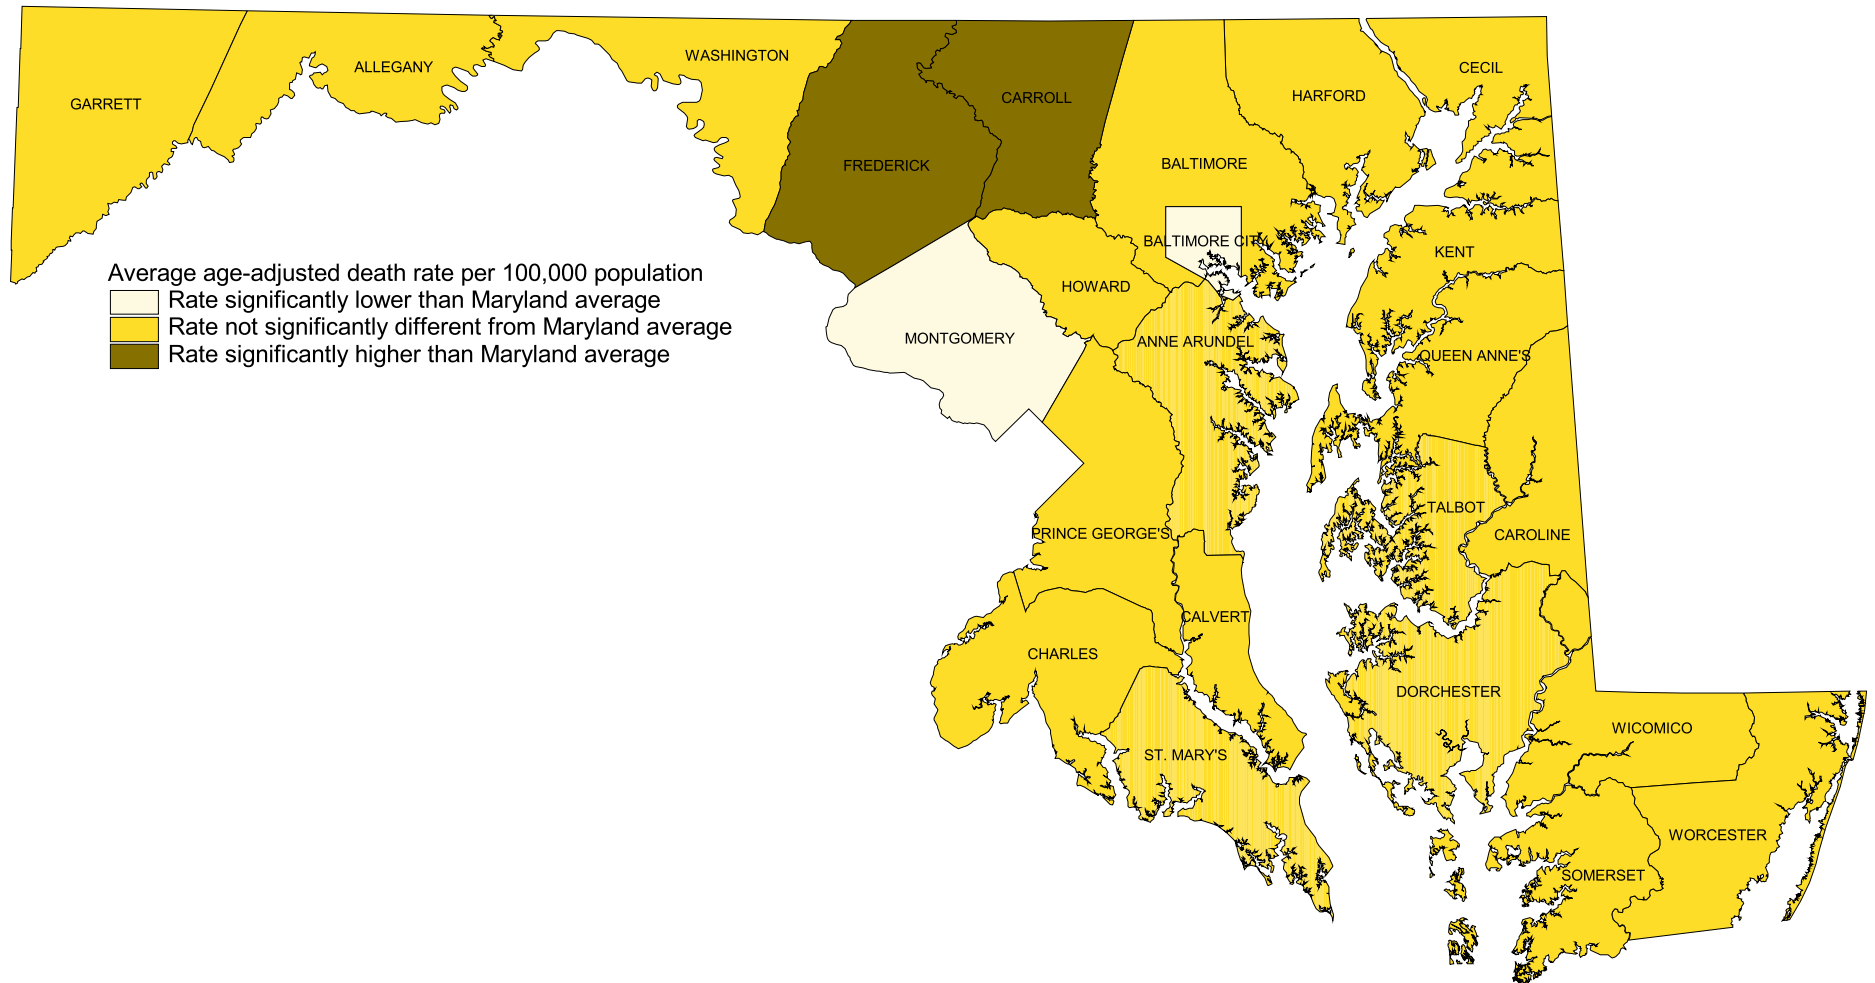 WASHINGTON
ALLEGANY
CECIL
GARRETT
HARFORD
CARROLL
FREDERICK
BALTIMORE
BALTIMORE CITY
KENT
Average age-adjusted death rate per 100,000 population
Rate significantly lower than Maryland average
Rate not significantly different from Maryland average
Rate significantly higher than Maryland average
HOWARD
MONTGOMERY
ANNE ARUNDEL
QUEEN ANNE'S
TALBOT
PRINCE GEORGE'S
CAROLINE
CALVERT
CHARLES
DORCHESTER
WICOMICO
ST. MARY'S
WORCESTER
SOMERSET